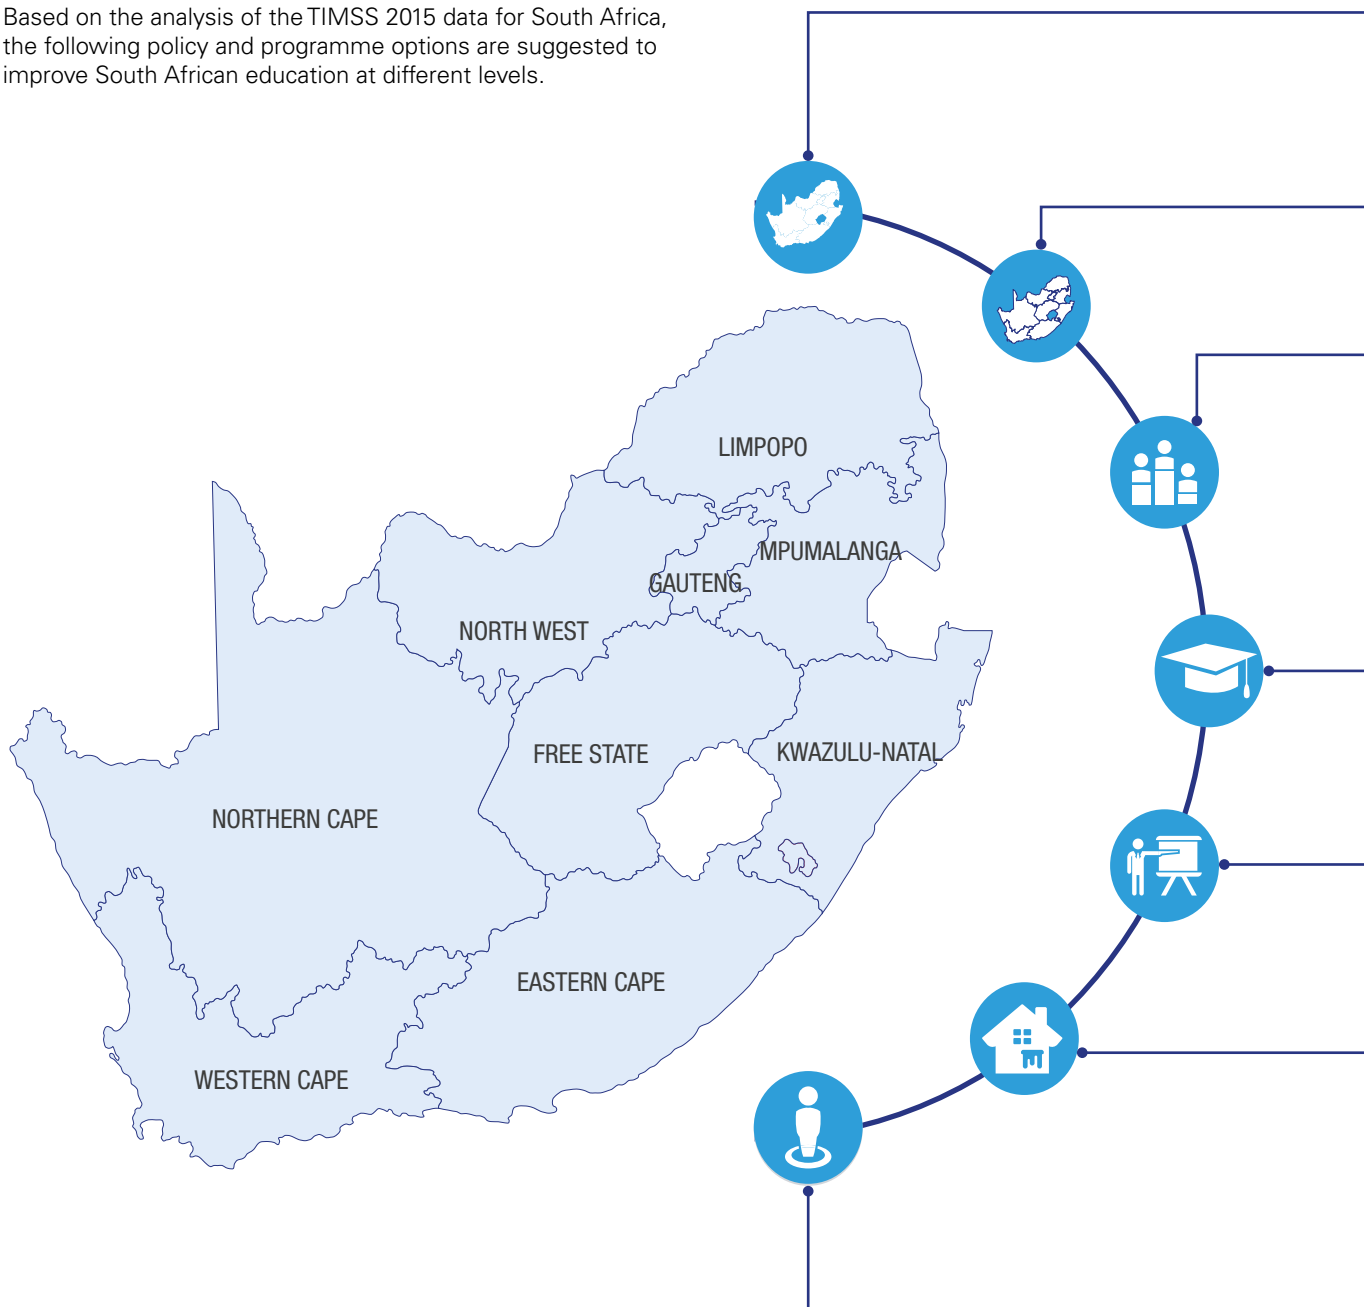 Based on the analysis of the TIMSS 2015 data for South Africa,
the following policy and programme options are suggested to
improve South African education at different levels.
LIMPOPO
MPUMALANGA
GAUTENG
NORTH WEST
FREE STATE
KWAZULU-NATAL
NORTHERN CAPE
EASTERN CAPE
WESTERN CAPE